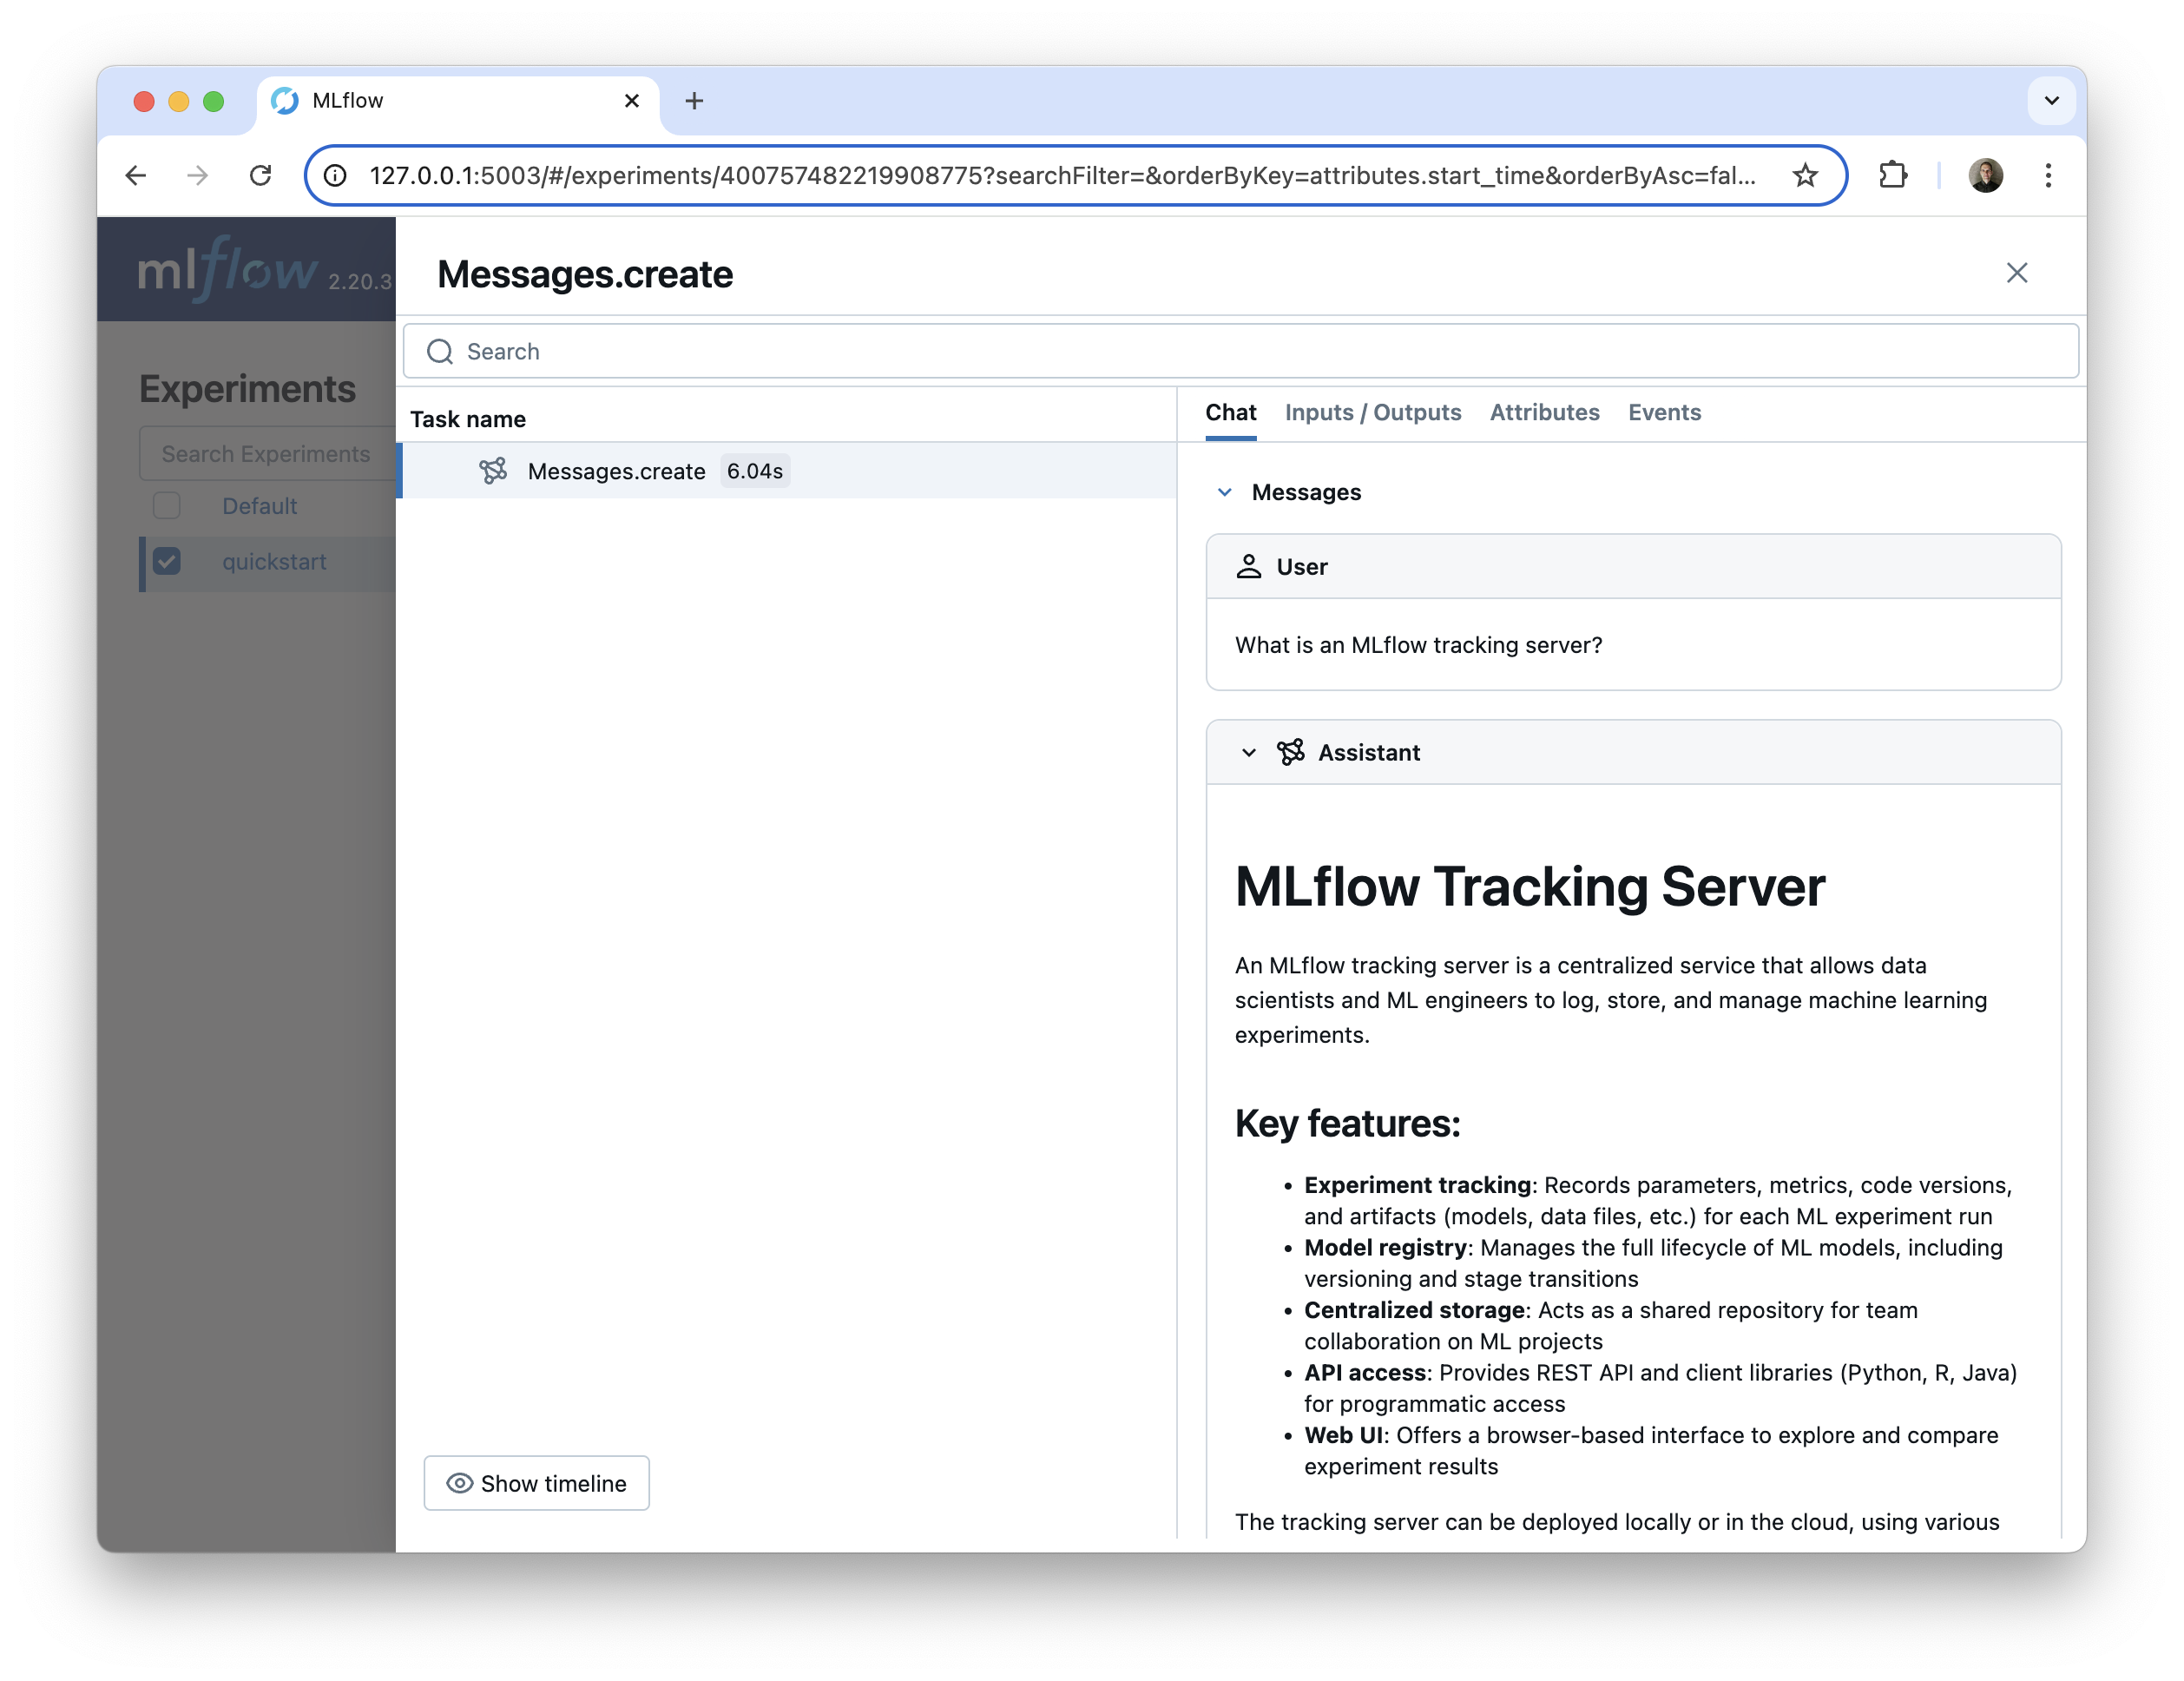 MLflow
127.0.0.1:5003/#/experiments/400757482219908775?searchFilter=&orderByKey=attributes.start_time&orderByAsc=fal...
mlflow 2.20.3
Messages.create
Search
Experiments
Search Experiments
Default
quickstart
Task name
Messages.create 6.04s
Show timeline
Chat Inputs / Outputs Attributes Events
Messages
User
What is an MLflow tracking server?
Assistant
MLflow Tracking Server
An MLflow tracking server is a centralized service that allows data
scientists and ML engineers to log, store, and manage machine learning
experiments.
Key features:
• Experiment tracking: Records parameters, metrics, code versions,
and artifacts (models, data files, etc.) for each ML experiment run
• Model registry: Manages the full lifecycle of ML models, including
versioning and stage transitions
• Centralized storage: Acts as a shared repository for team
collaboration on ML projects
• API access: Provides REST API and client libraries (Python, R, Java)
for programmatic access
• Web UI: Offers a browser-based interface to explore and compare
experiment results
The tracking server can be deployed locally or in the cloud, using various